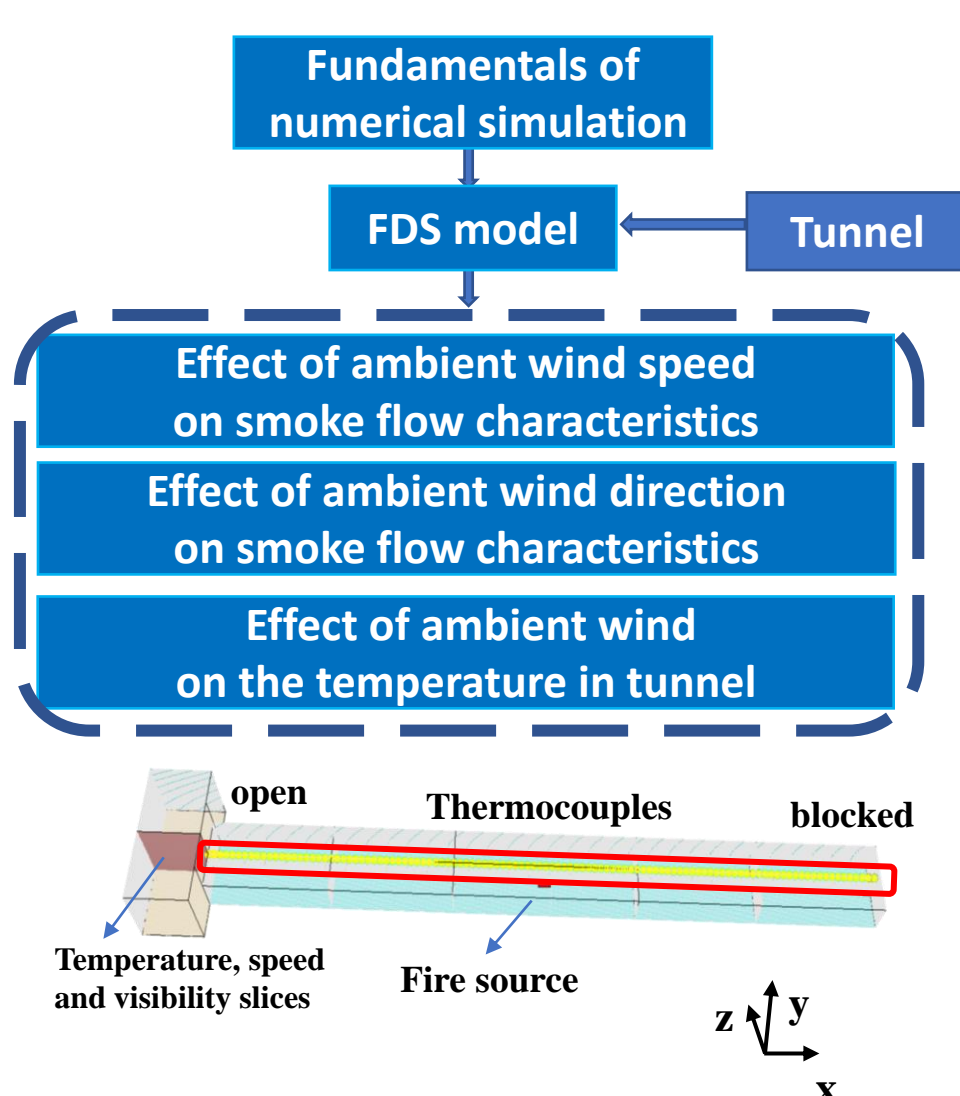 Fundamentals of
numerical simulation
FDS model
Tunnel
Effect of ambient wind speed
on smoke flow characteristics
Effect of ambient wind direction
on smoke flow characteristics
Effect of ambient wind
on the temperature in tunnel
open
Thermocouples
blocked
Temperature, speed
and visibility slices
Fire source
z
y
x